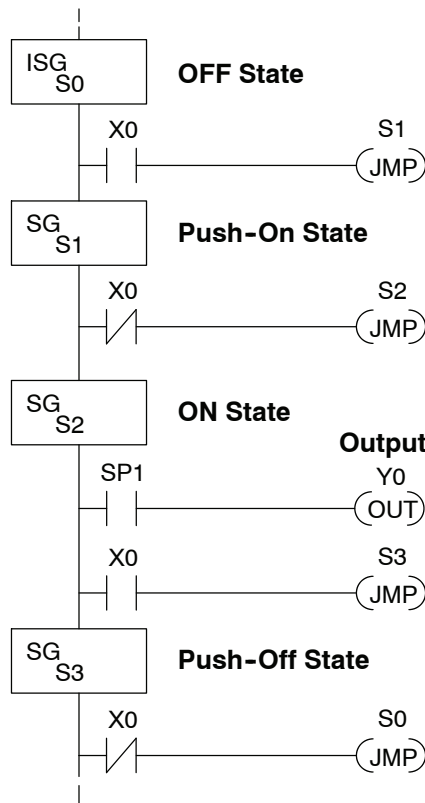 ISG
S0
OFF State
X0
S1
JMP
SG
S1
Push-On State
X0
S2
JMP
SG
S2
ON State
Output
SP1
Y0
OUT
X0
S3
JMP
SG
S3
Push-Off State
X0
S0
JMP